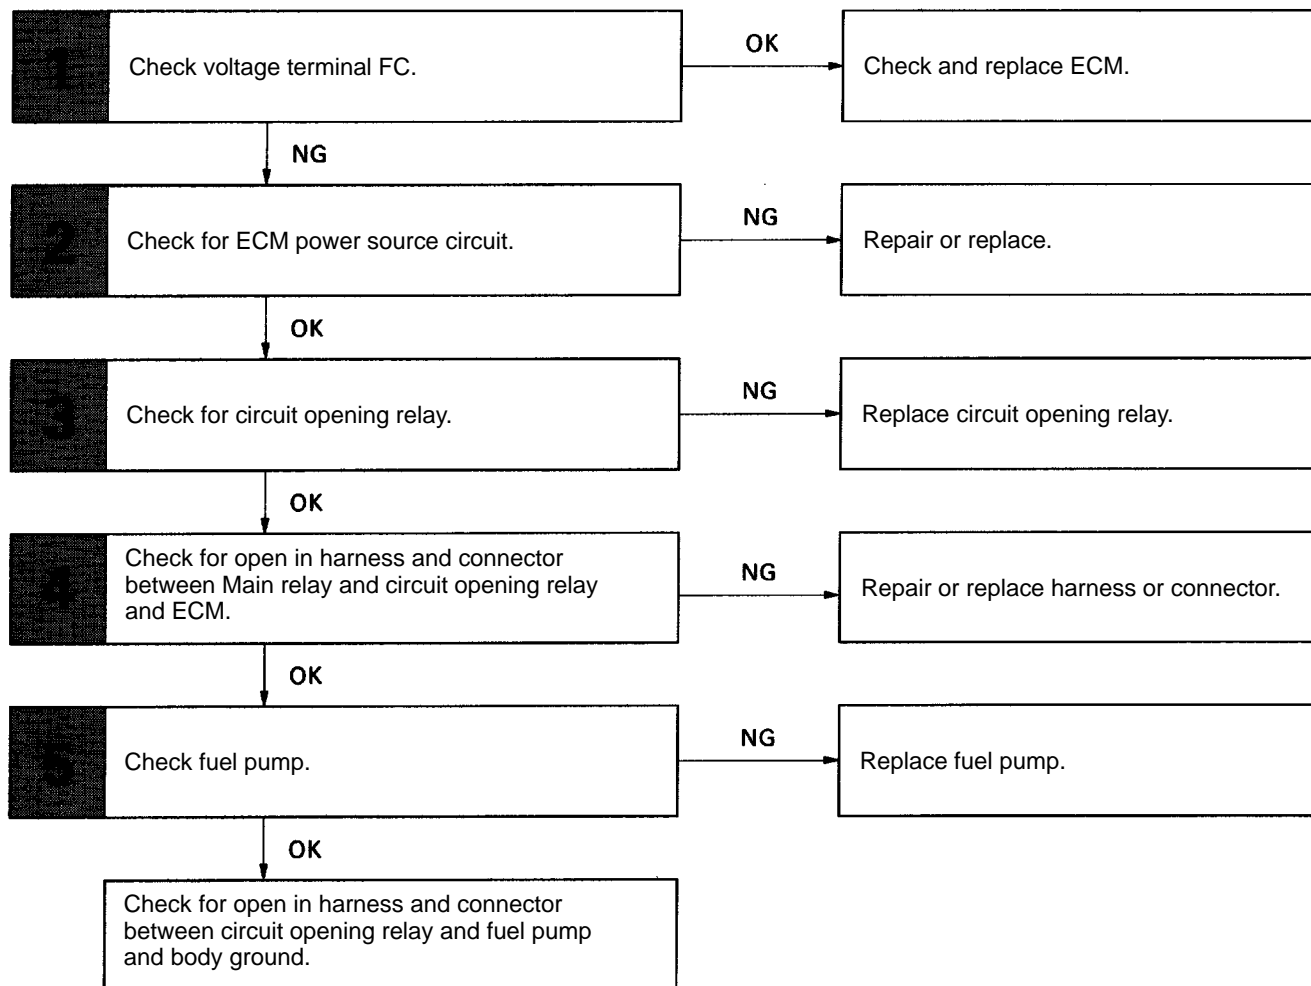 1
Check voltage terminal FC.
OK
Check and replace ECM.
NG
2
Check for ECM power source circuit.
NG
Repair or replace.
OK
3
Check for circuit opening relay.
NG
Replace circuit opening relay.
OK
4
Check for open in harness and connector
between Main relay and circuit opening relay
and ECM.
NG
Repair or replace harness or connector.
OK
5
Check fuel pump.
NG
Replace fuel pump.
OK
Check for open in harness and connector
between circuit opening relay and fuel pump
and body ground.